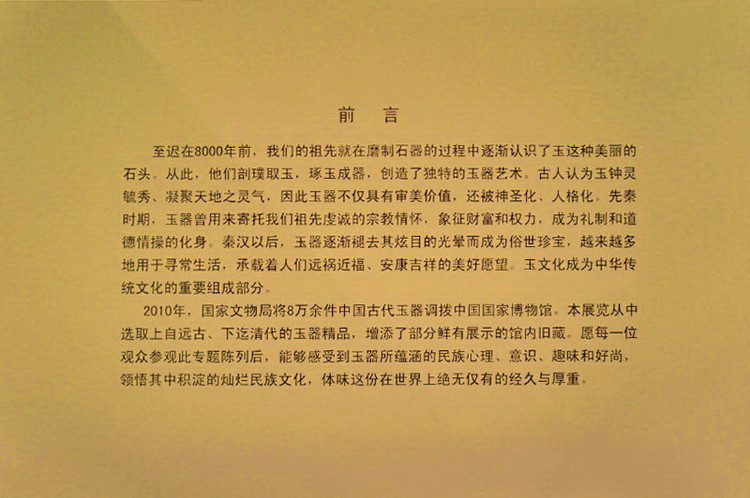 前 言
至迟在8000年前，我们的祖先就在磨制石器的过程中逐渐认识了玉这种美丽的
石头。从此，他们剖璞取玉，琢玉成器，创造了独特的玉器艺术。古人认为玉钟灵
毓秀、凝聚天地之灵气，因此玉器不仅具有审美价值，还被神圣化、人格化。先秦
时期，玉器曾用来寄托我们祖先虔诚的宗教情怀，象征财富和权力，成为礼制和道
德情操的化身。秦汉以后，玉器逐渐褪去其炫目的光晕而成为俗世珍宝，越来越多
地用于寻常生活，承载着人们远祸近福、安康吉祥的美好愿望。玉文化成为中华传
统文化的重要组成部分。
2010年，国家文物局将8万余件中国古代玉器调拨中国国家博物馆。本展览从中
选取上自远古、下迄清代的玉器精品，增添了部分鲜有展示的馆内旧藏。愿每一位
观众参观此专题陈列后，能够感受到玉器所蕴涵的民族心理、意识、趣味和好尚，
领悟其中积淀的灿烂民族文化，体味这份在世界上绝无仅有的经久与厚重。